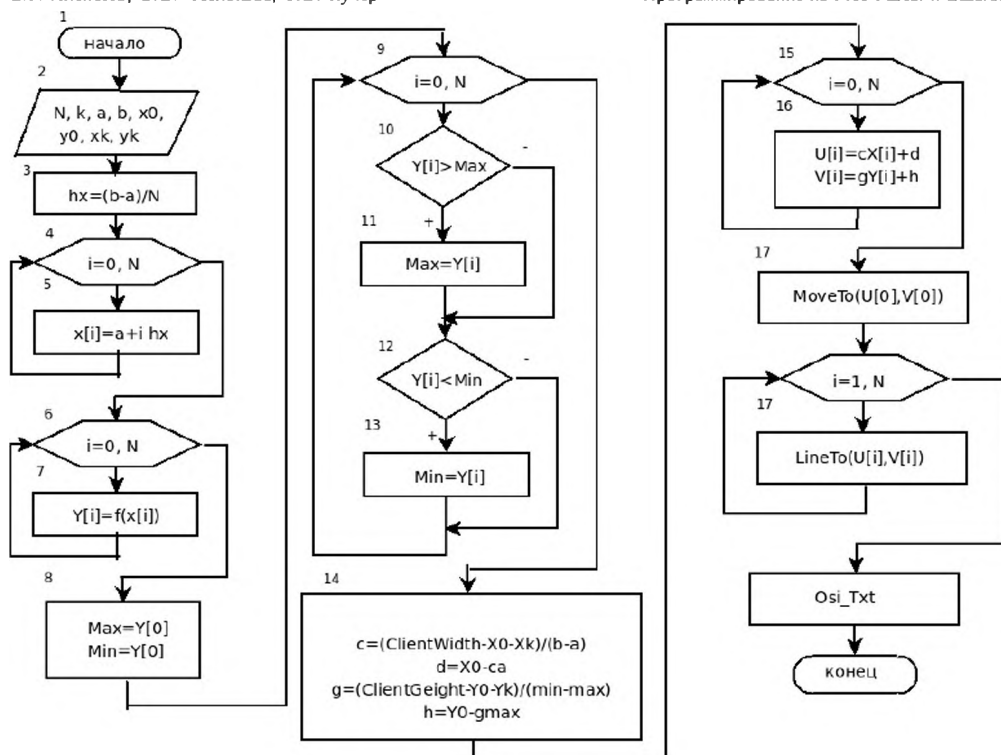 1
начало
2
N, k, a, b, x0,
y0, xk, yk
3
hx=(b-a)/N
4
i=0, N
5
x[i]=a+i hx
6
i=0, N
7
Y[i]=f(x[i])
8
Max=Y[0]
Min=Y[0]
9
i=0, N
10
Y[i]>Max
-
+
11
Max=Y[i]
12
Y[i]<Min
-
+
13
Min=Y[i]
14
c=(ClientWidth-X0-Xk)/(b-a)
d=X0-ca
g=(ClientGeight-Y0-Yk)/(min-max)
h=Y0-gmax
15
i=0, N
16
U[i]=cX[i]+d
V[i]=gY[i]+h
17
MoveTo(U[0],V[0])
i=1, N
17
LineTo(U[i],V[i])
Osi_Txt
конец